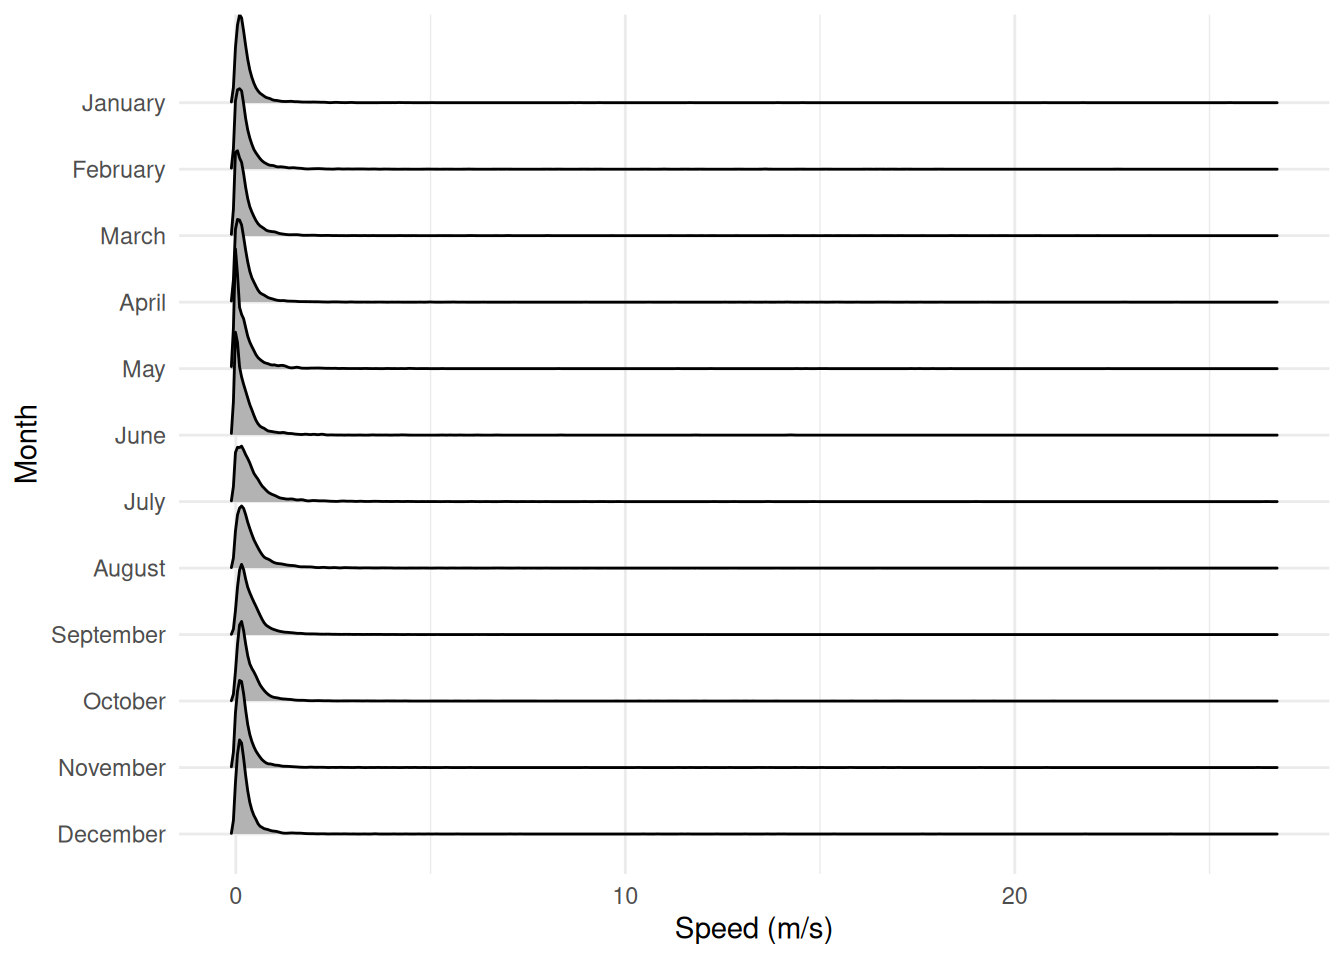 January
February
March
April
May
June
July
August
September
October
November
December
Month
0 10 20
Speed (m/s)